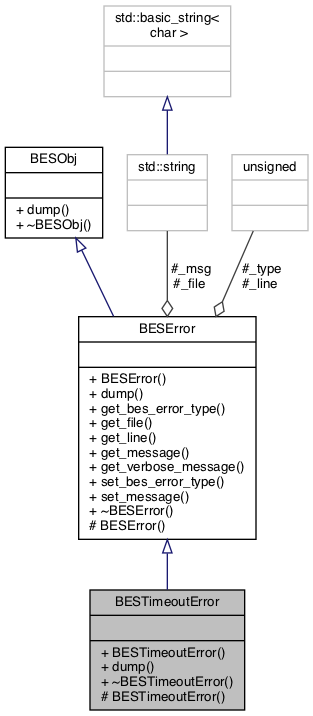 std::basic_string<
char >
BESObj
+ dump()
+ ~BESObj()
std::string
unsigned
#_msg
#_file
#_type
#_line
BESError
+ BESError()
+ dump()
+ get_bes_error_type()
+ get_file()
+ get_line()
+ get_message()
+ get_verbose_message()
+ set_bes_error_type()
+ set_message()
+ ~BESError()
# BESError()
BESTimeoutError
+ BESTimeoutError()
+ dump()
+ ~BESTimeoutError()
# BESTimeoutError()